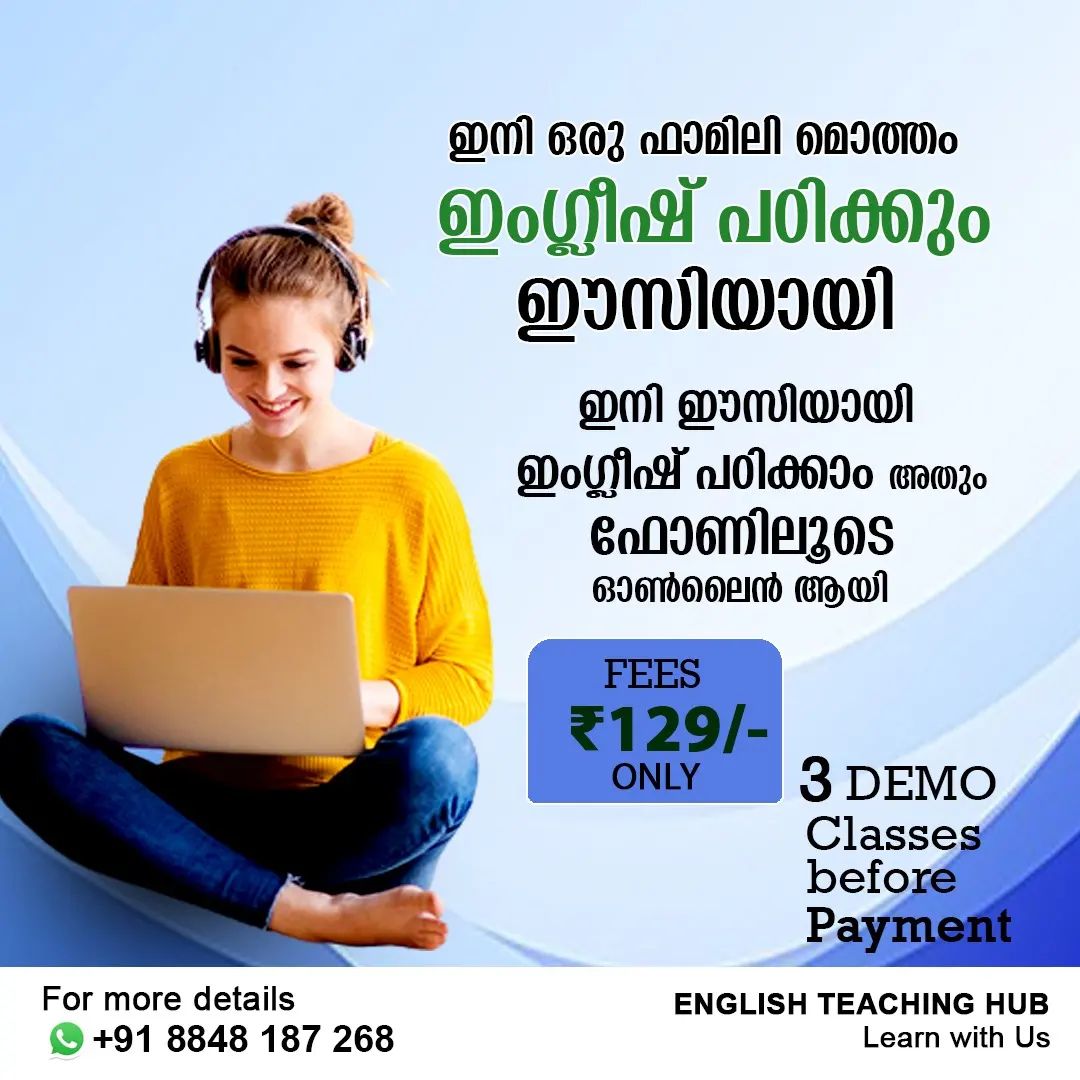 ഇനി ഒരു ഫാമിലി മൊത്തം
ഇംഗ്ലീഷ് പഠിക്കും
ഈസിയായി
ഇനി ഈസിയായി
ഇംഗ്ലീഷ് പഠിക്കാം അതും
ഫോണിലൂടെ
ഓൺലൈൻ ആയി
FEES
₹129/-
ONLY
3 DEMO
Classes
before
Payment
For more details
+91 8848 187 268
ENGLISH TEACHING HUB
Learn with Us